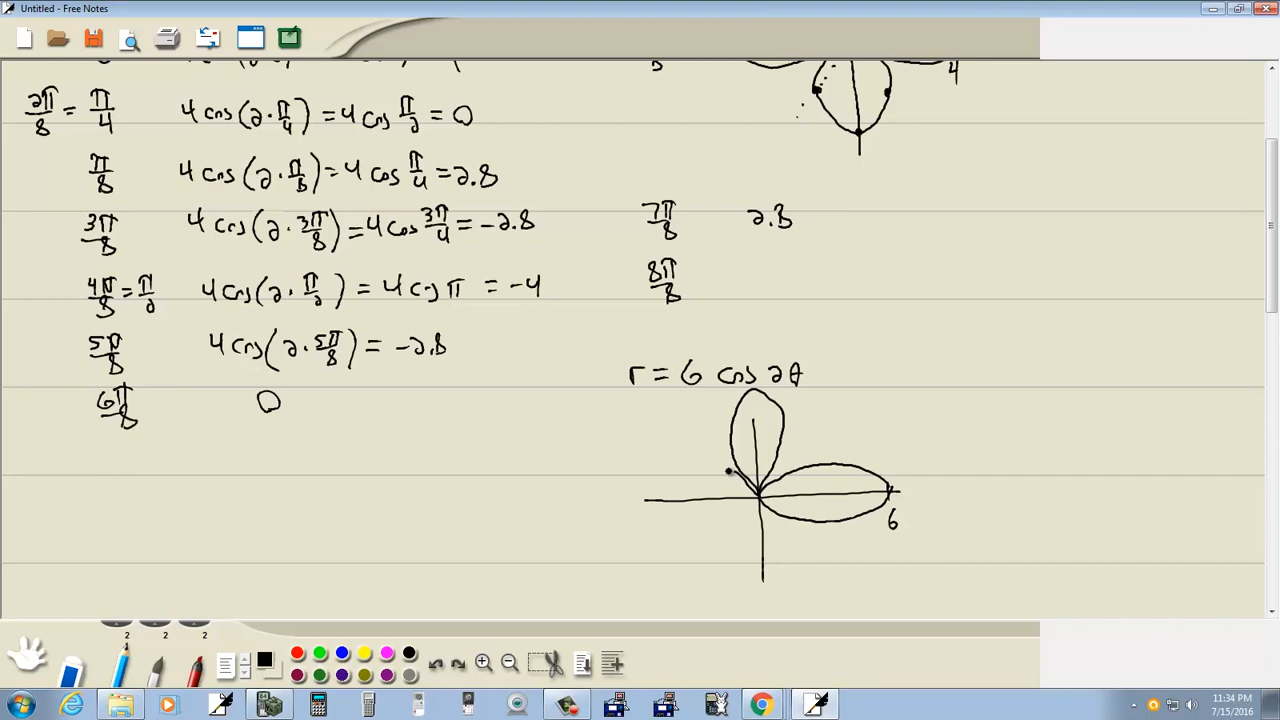 Untitled - Free Notes
4
2π/8 = π/4 4 cos(2·π/4) = 4 cos π/2 = 0
π/8 4 cos(2·π/8) = 4 cos π/4 = 2.8
3π/8 4 cos(2·3π/8) = 4 cos 3π/4 = -2.8
7π/8 2.8
4π/8 = π/2 4 cos(2·π/2) = 4 cos π = -4
8π/8
5π/8 4 cos(2·5π/8) = -2.8
r = 6 cos 2θ
6π/8 0
6
2 2 2
11:34 PM
7/15/2016